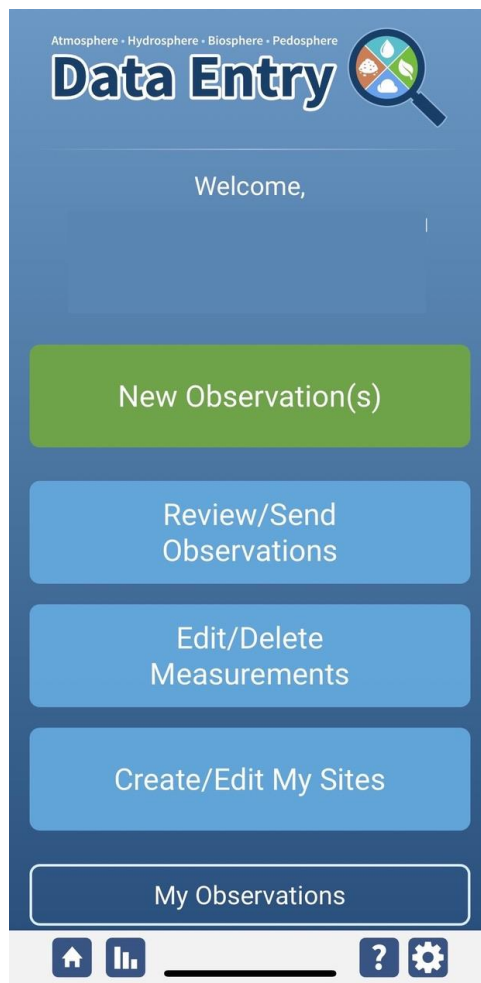 Atmosphere • Hydrosphere • Biosphere • Pedosphere
Data Entry
Welcome,
New Observation(s)
Review/Send
Observations
Edit/Delete
Measurements
Create/Edit My Sites
My Observations
?